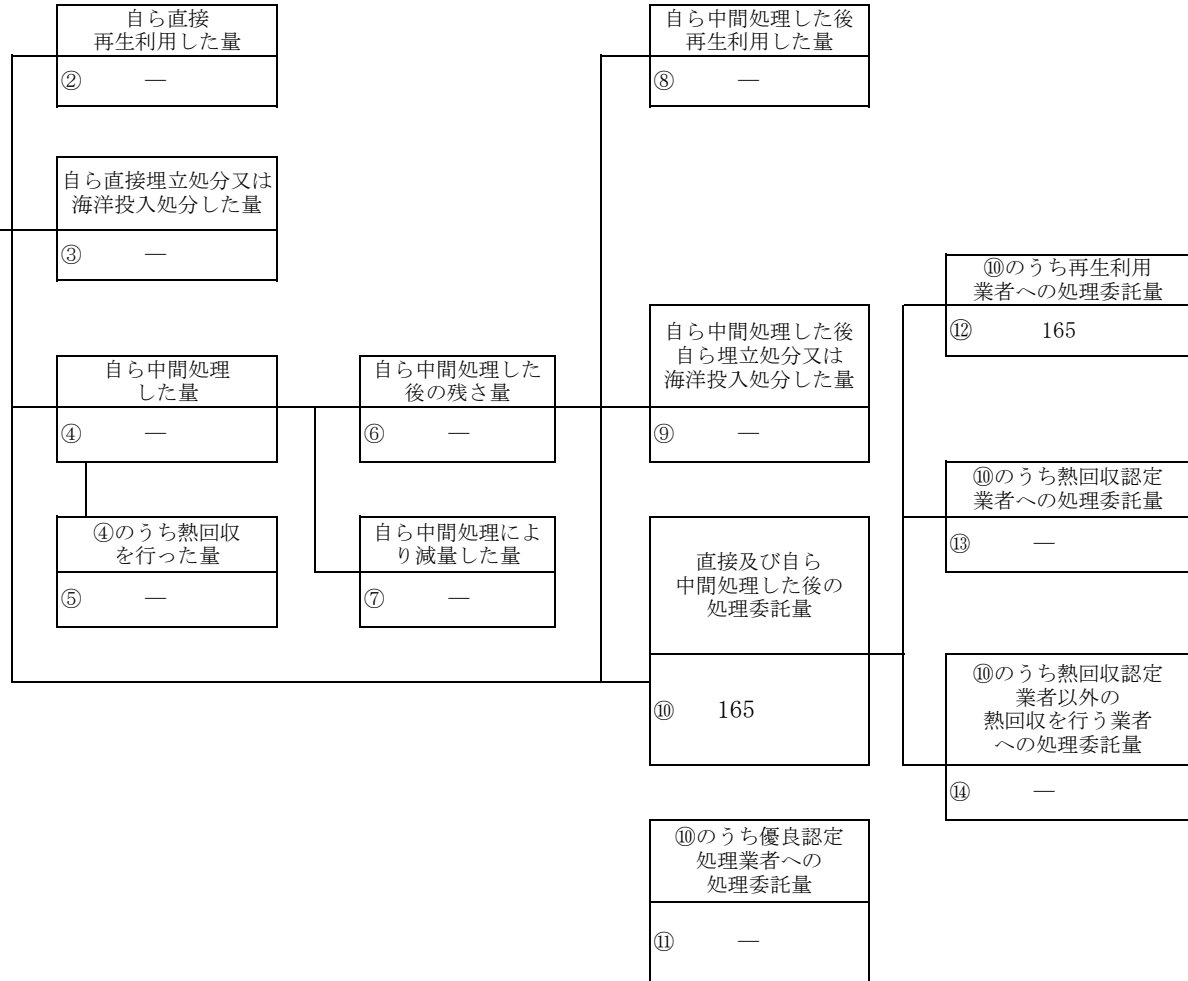 自ら直接
再生利用した量
② —
自ら直接埋立処分又は
海洋投入処分した量
③ —
自ら中間処理
した量
④ —
④のうち熱回収
を行った量
⑤ —
自ら中間処理した
後の残さ量
⑥ —
自ら中間処理によ
り減量した量
⑦ —
自ら中間処理した後
再生利用した量
⑧ —
自ら中間処理した後
自ら埋立処分又は
海洋投入処分した量
⑨ —
直接及び自ら
中間処理した後の
処理委託量
⑩ 165
⑩のうち優良認定
処理業者への
処理委託量
⑪ —
⑩のうち再生利用
業者への処理委託量
⑫ 165
⑩のうち熱回収認定
業者への処理委託量
⑬ —
⑩のうち熱回収認定
業者以外の
熱回収を行う業者
への処理委託量
⑭ —